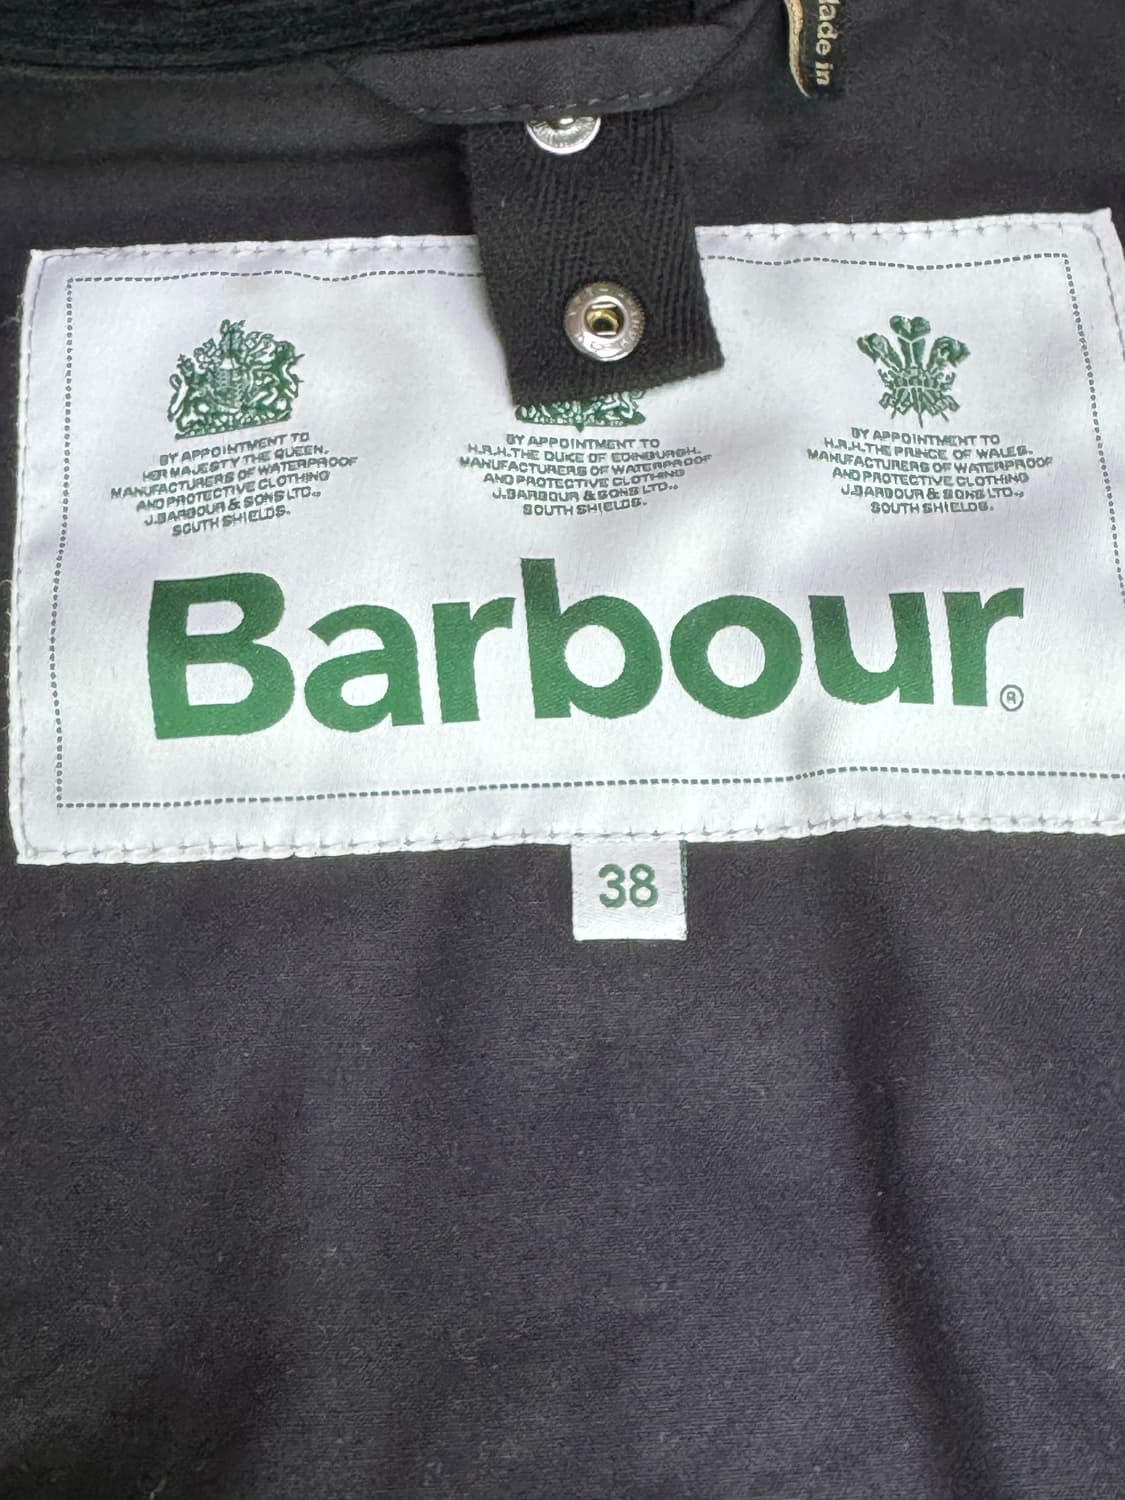 Made in
BY APPOINTMENT TO
HER MAJESTY THE QUEEN.
MANUFACTURERS OF WATERPROOF
AND PROTECTIVE CLOTHING
J.BARBOUR & SONS LTD.,
SOUTH SHIELDS.
BY APPOINTMENT TO
H.R.H.THE DUKE OF EDINBURGH.
MANUFACTURERS OF WATERPROOF
AND PROTECTIVE CLOTHING
J.BARBOUR & SONS LTD.,
SOUTH SHIELDS.
BY APPOINTMENT TO
H.R.H.THE PRINCE OF WALES.
MANUFACTURERS OF WATERPROOF
AND PROTECTIVE CLOTHING
J.BARBOUR & SONS LTD.,
SOUTH SHIELDS.
Barbour®
38